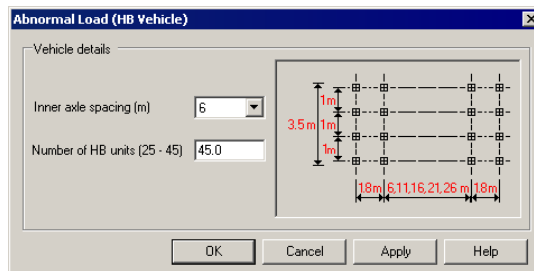 Abnormal Load (HB Vehicle)
Vehicle details
Inner axle spacing (m)
6
Number of HB units (25 - 45)
45.0
1m
3.5 m
1m
1m
1.8m
6,11,16,21,26 m
1.8m
OK
Cancel
Apply
Help